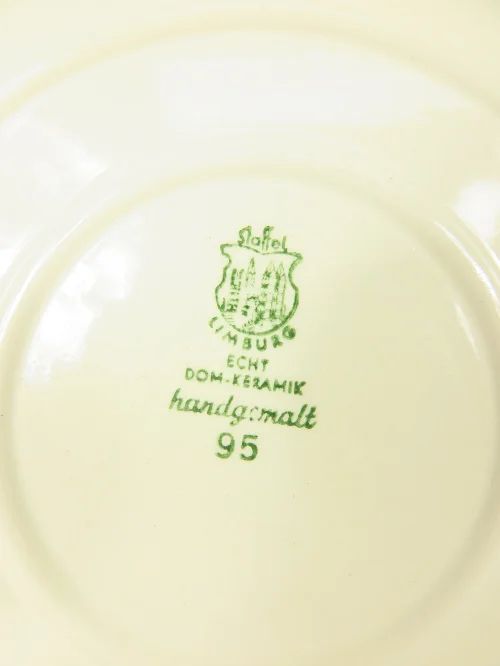 Staffel
LIMBURG
ECHT
DOM-KERAMIK
handgemalt
95